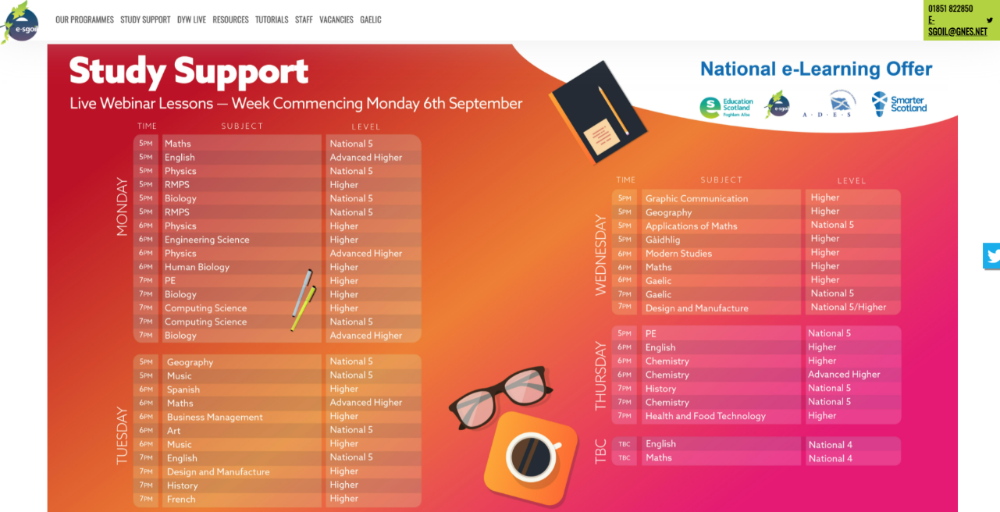 e-sgoil
OUR PROGRAMMES STUDY SUPPORT DYW LIVE RESOURCES TUTORIALS STAFF VACANCIES GAELIC
01851 822850
E-
SGOIL@GNES.NET
Study Support
Live Webinar Lessons — Week Commencing Monday 6th September
National e-Learning Offer
Education
Scotland
Foghlam Alba
e-sgoil
A · D · E · S
Smarter
Scotland
TIME SUBJECT LEVEL
MONDAY
5PM Maths National 5
5PM English Advanced Higher
5PM Physics National 5
5PM RMPS Higher
5PM Biology National 5
5PM RMPS National 5
6PM Physics Higher
6PM Engineering Science Higher
6PM Physics Advanced Higher
6PM Human Biology Higher
7PM PE Higher
7PM Biology Higher
7PM Computing Science Higher
7PM Computing Science National 5
7PM Biology Advanced Higher
TUESDAY
5PM Geography National 5
5PM Music National 5
6PM Spanish Higher
6PM Maths Advanced Higher
6PM Business Management Higher
6PM Art National 5
6PM Music Higher
7PM English National 5
7PM Design and Manufacture Higher
7PM History Higher
7PM French Higher
TIME SUBJECT LEVEL
WEDNESDAY
5PM Graphic Communication Higher
5PM Geography Higher
5PM Applications of Maths National 5
5PM Gàidhlig Higher
6PM Modern Studies Higher
6PM Maths Higher
6PM Gaelic Higher
7PM Gaelic National 5
7PM Design and Manufacture National 5/Higher
THURSDAY
5PM PE National 5
6PM English Higher
6PM Chemistry Higher
6PM Chemistry Advanced Higher
7PM History National 5
7PM Chemistry National 5
7PM Health and Food Technology Higher
TBC
TBC English National 4
TBC Maths National 4